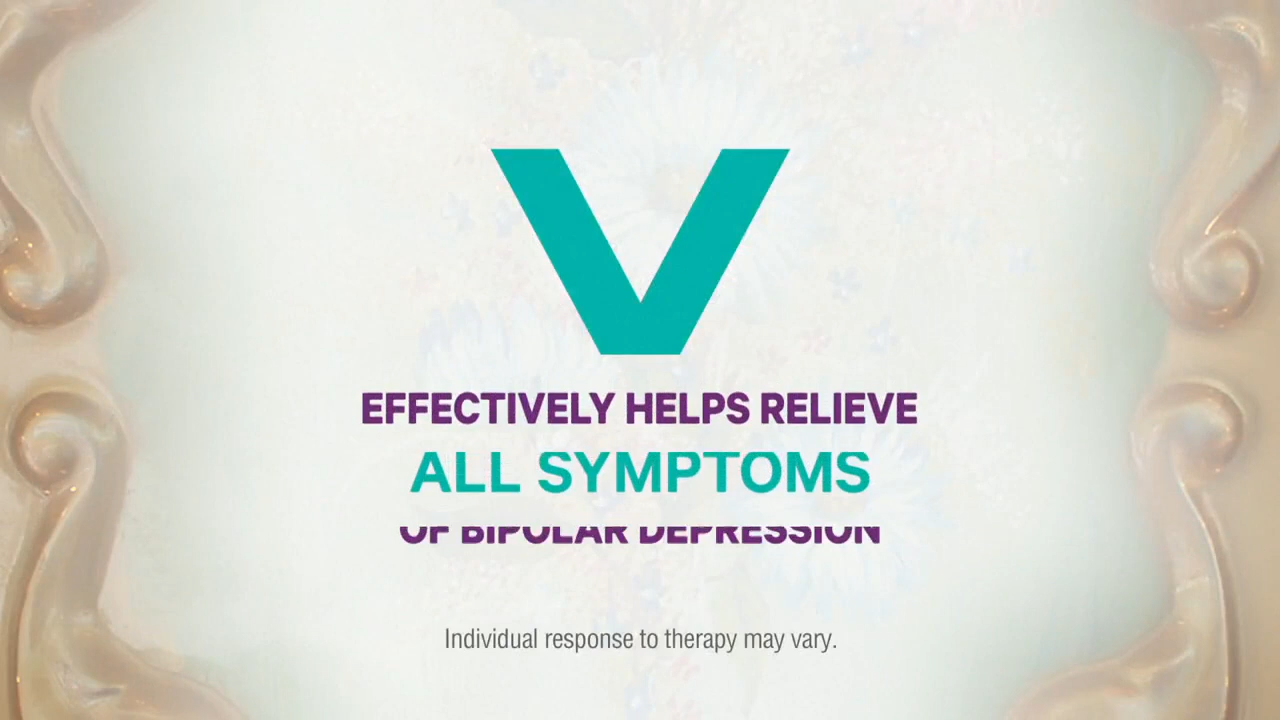 V
EFFECTIVELY HELPS RELIEVE
ALL SYMPTOMS
OF BIPOLAR DEPRESSION
Individual response to therapy may vary.